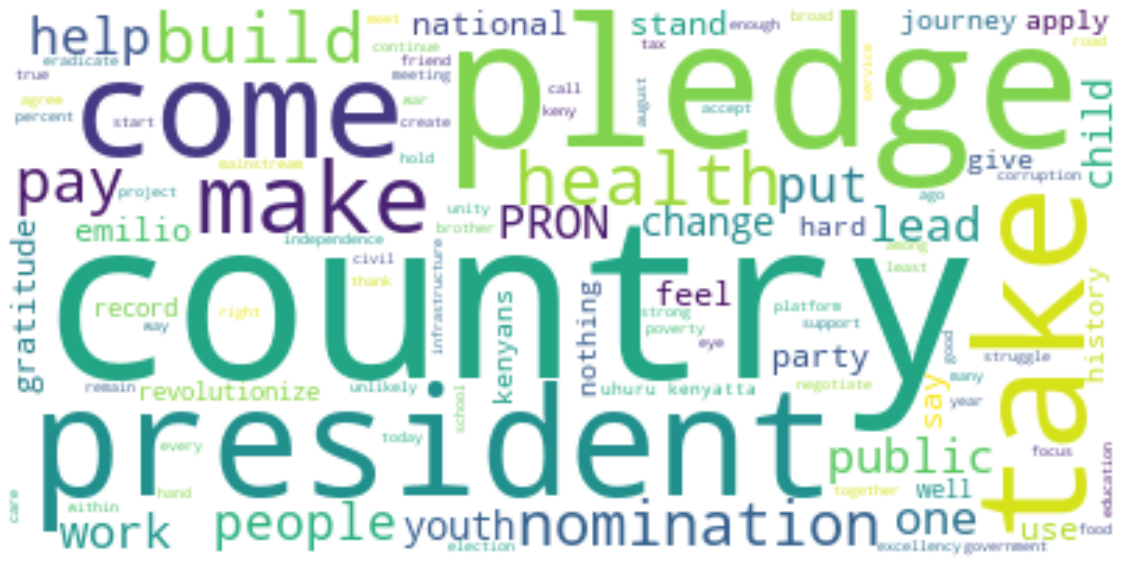 help
build
meet
national
stand
enough
broad
journey
apply
eradicate
continue
friend
tax
road
true
come
meeting
pledge
call
service
agree
war
keny
august
accept
child
percent
start
create
mainstream
hold
health
give
corruption
pay
project
make
put
ago
unity
PRON
change
hard
lead
emilio
independence
brother
among
gratitude
civil
infrastructure
least
country
take
record
may
right
thank
kenyans
nothing
feel
strong
poverty
eye
platform
support
party
good
struggle
history
remain
revolutionize
unlikely
school
uhuru kenyatta
negotiate
say
many
year
president
every
today
public
focus
education
care
hand
within
together
well
work
people
youth
nomination
one
use
food
election
excellency
government